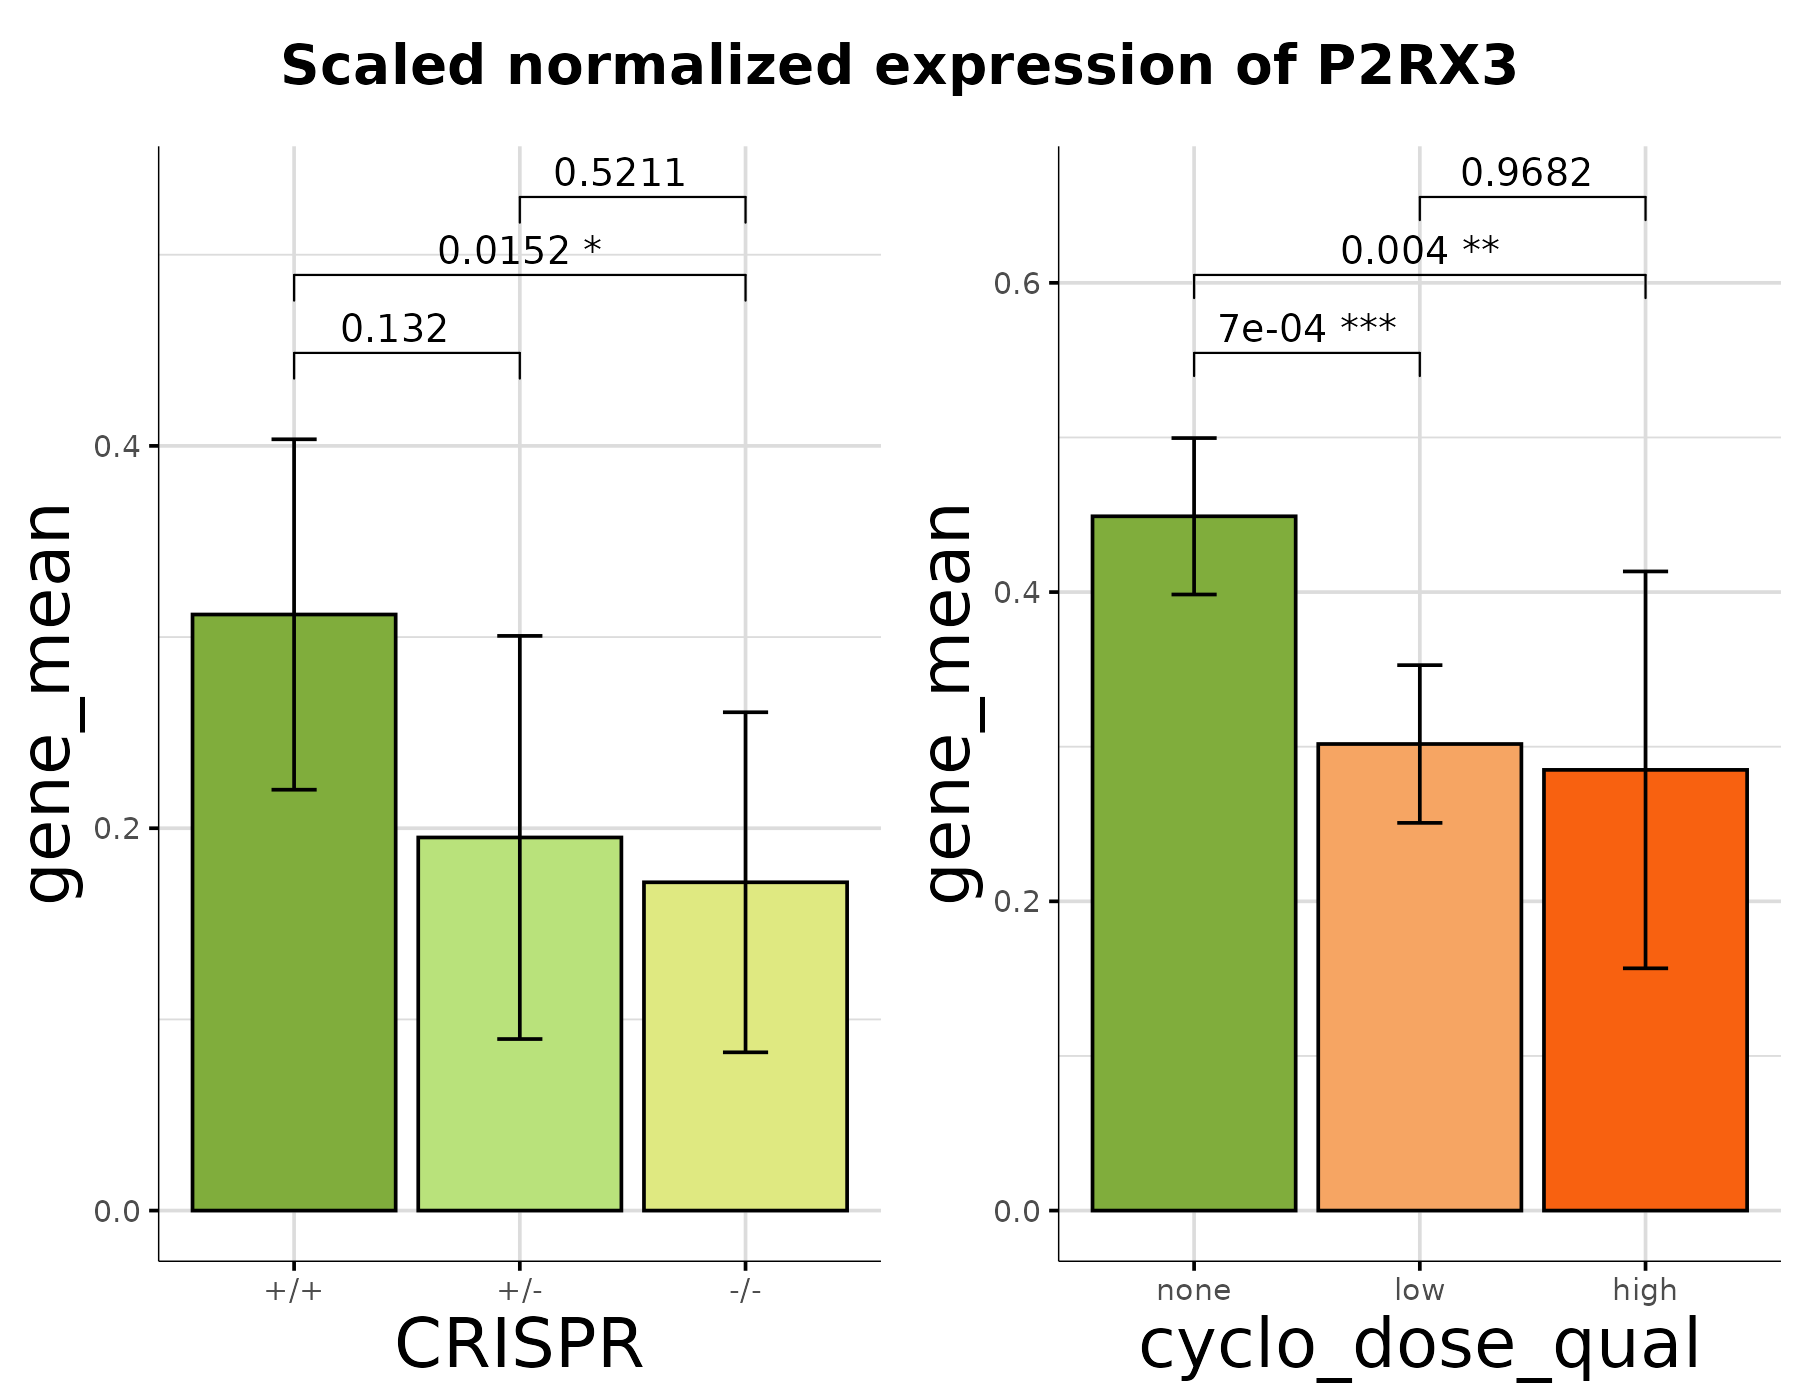 Scaled normalized expression of P2RX3
gene_mean
0.5211
0.0152 *
0.132
0.4
0.2
0.0
+/+ +/- -/-
CRISPR
gene_mean
0.9682
0.004 **
7e-04 ***
0.6
0.4
0.2
0.0
none low high
cyclo_dose_qual